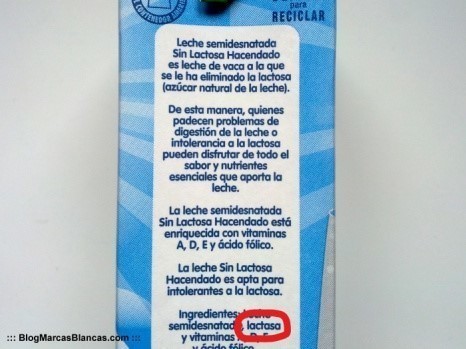 para
RECICLAR
Leche semidesnatada
Sin Lactosa Hacendado
es leche de vaca a la que
se le ha eliminado la lactosa
(azúcar natural de la leche).
De esta manera, quienes
padecen problemas de
digestión de la leche o
intolerancia a la lactosa
pueden disfrutar de todo el
sabor y nutrientes
esenciales que aporta la
leche.
La leche semidesnatada
Sin Lactosa Hacendado está
enriquecida con vitaminas
A, D, E y ácido fólico.
La leche Sin Lactosa
Hacendado es apta para
intolerantes a la lactosa.
Ingredientes: Leche
semidesnatada, lactasa
y vitaminas A, D, E
y ácido fólico.
::: BlogMarcasBlancas.com :::